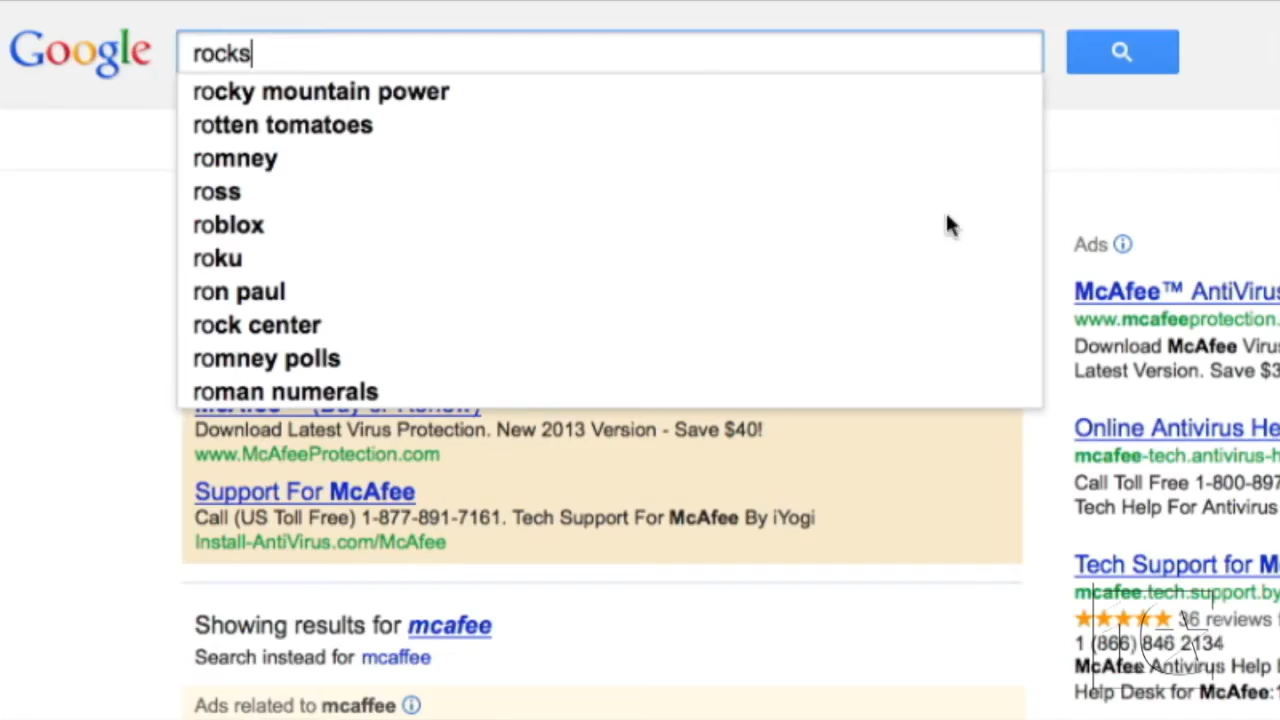 Google
rocks
rocky mountain power
rotten tomatoes
romney
ross
roblox
roku
ron paul
rock center
romney polls
roman numerals
Download Latest Virus Protection. New 2013 Version - Save $40!
www.McAfeeProtection.com
Support For McAfee
Call (US Toll Free) 1-877-891-7161. Tech Support For McAfee By iYogi
Install-AntiVirus.com/McAfee
Showing results for mcafee
Search instead for mcaffee
Ads related to mcaffee
Ads
McAfee™ AntiVirus
www.mcafeeprotection.
Download McAfee Virus
Latest Version. Save $3
Online Antivirus He
mcafee-tech.antivirus-h
Call Toll Free 1-800-897
Tech Help For Antivirus
Tech Support for M
mcafee.tech.support.by
36 reviews f
1 (866) 846 2134
McAfee Antivirus Help
Help Desk for McAfee:1